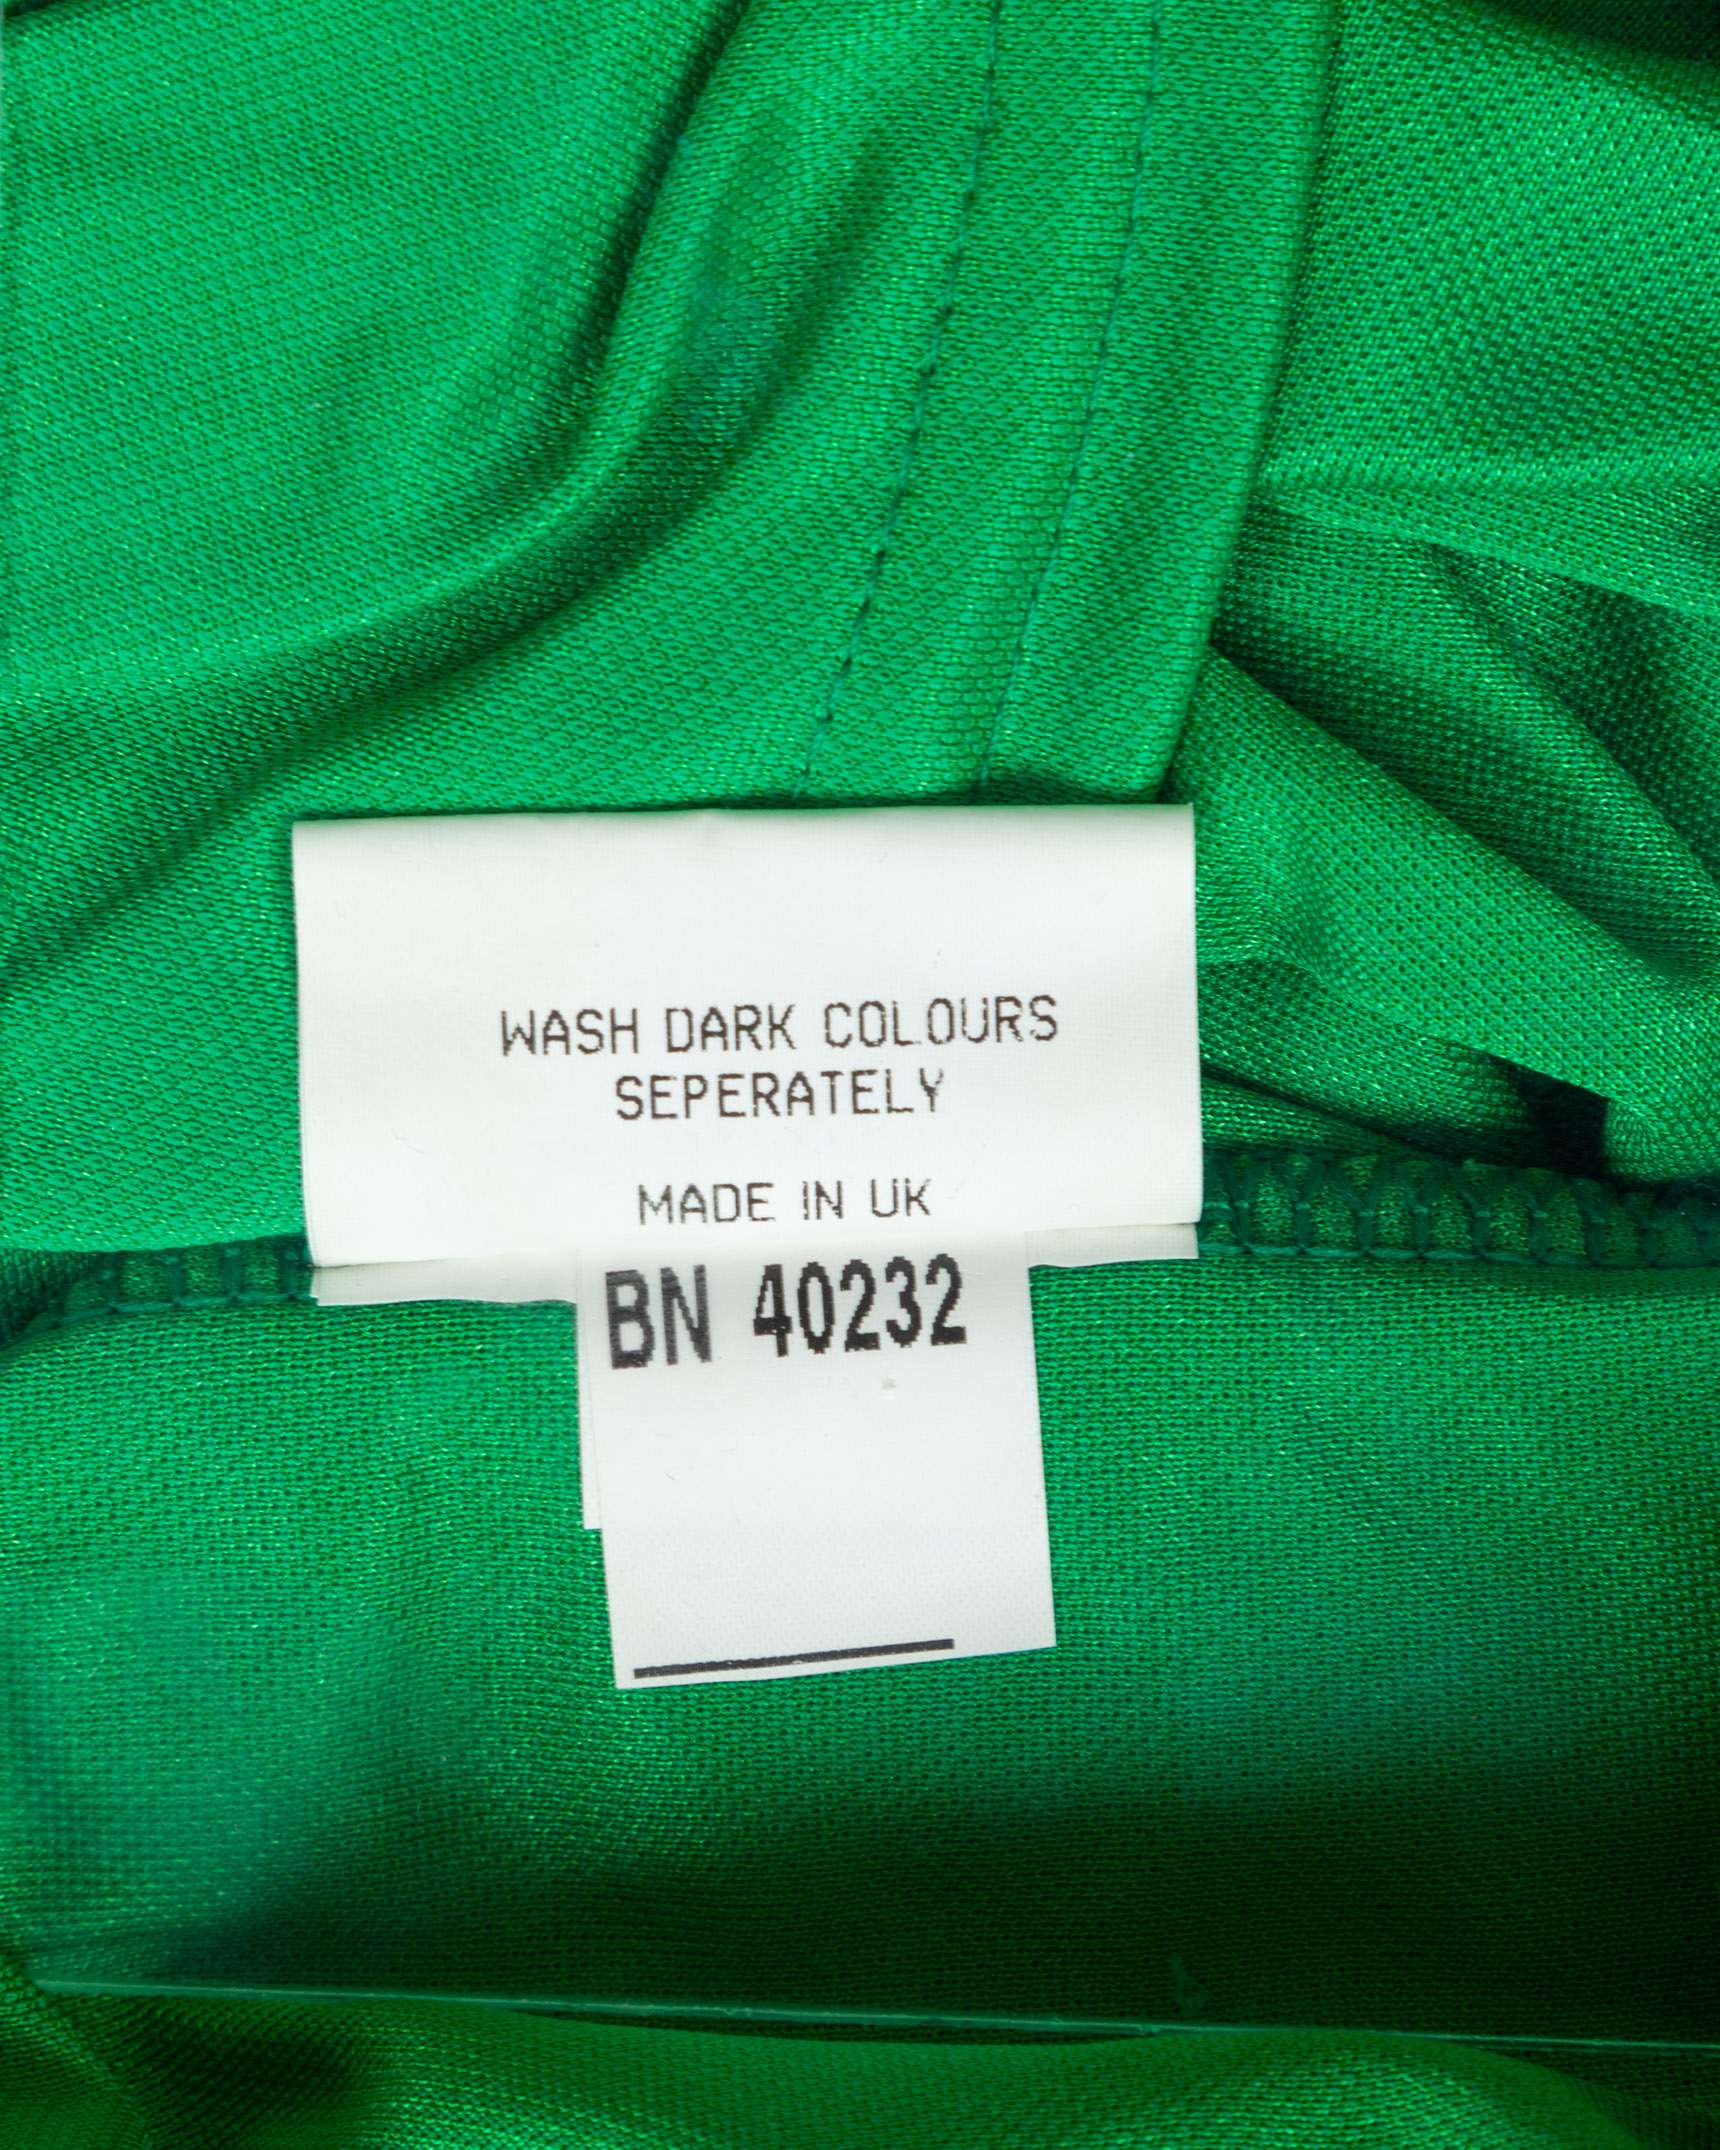 WASH DARK COLOURS
SEPERATELY
MADE IN UK
BN 40232